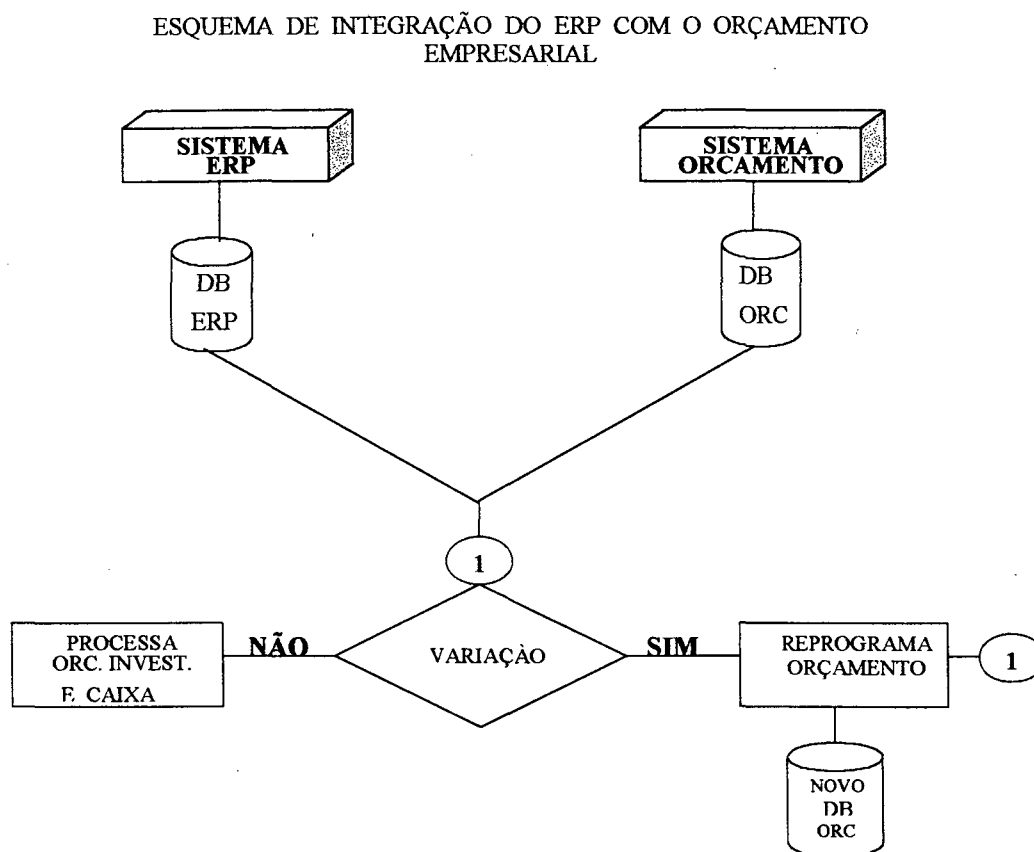 ESQUEMA DE INTEGRAÇÃO DO ERP COM O ORÇAMENTO
EMPRESARIAL
SISTEMA
ERP
SISTEMA
ORCAMENTO
DB
ERP
DB
ORC
1
PROCESSA
ORC. INVEST.
F. CAIXA
NÃO
VARIAÇÀO
SIM
REPROGRAMA
ORÇAMENTO
1
NOVO
DB
ORC